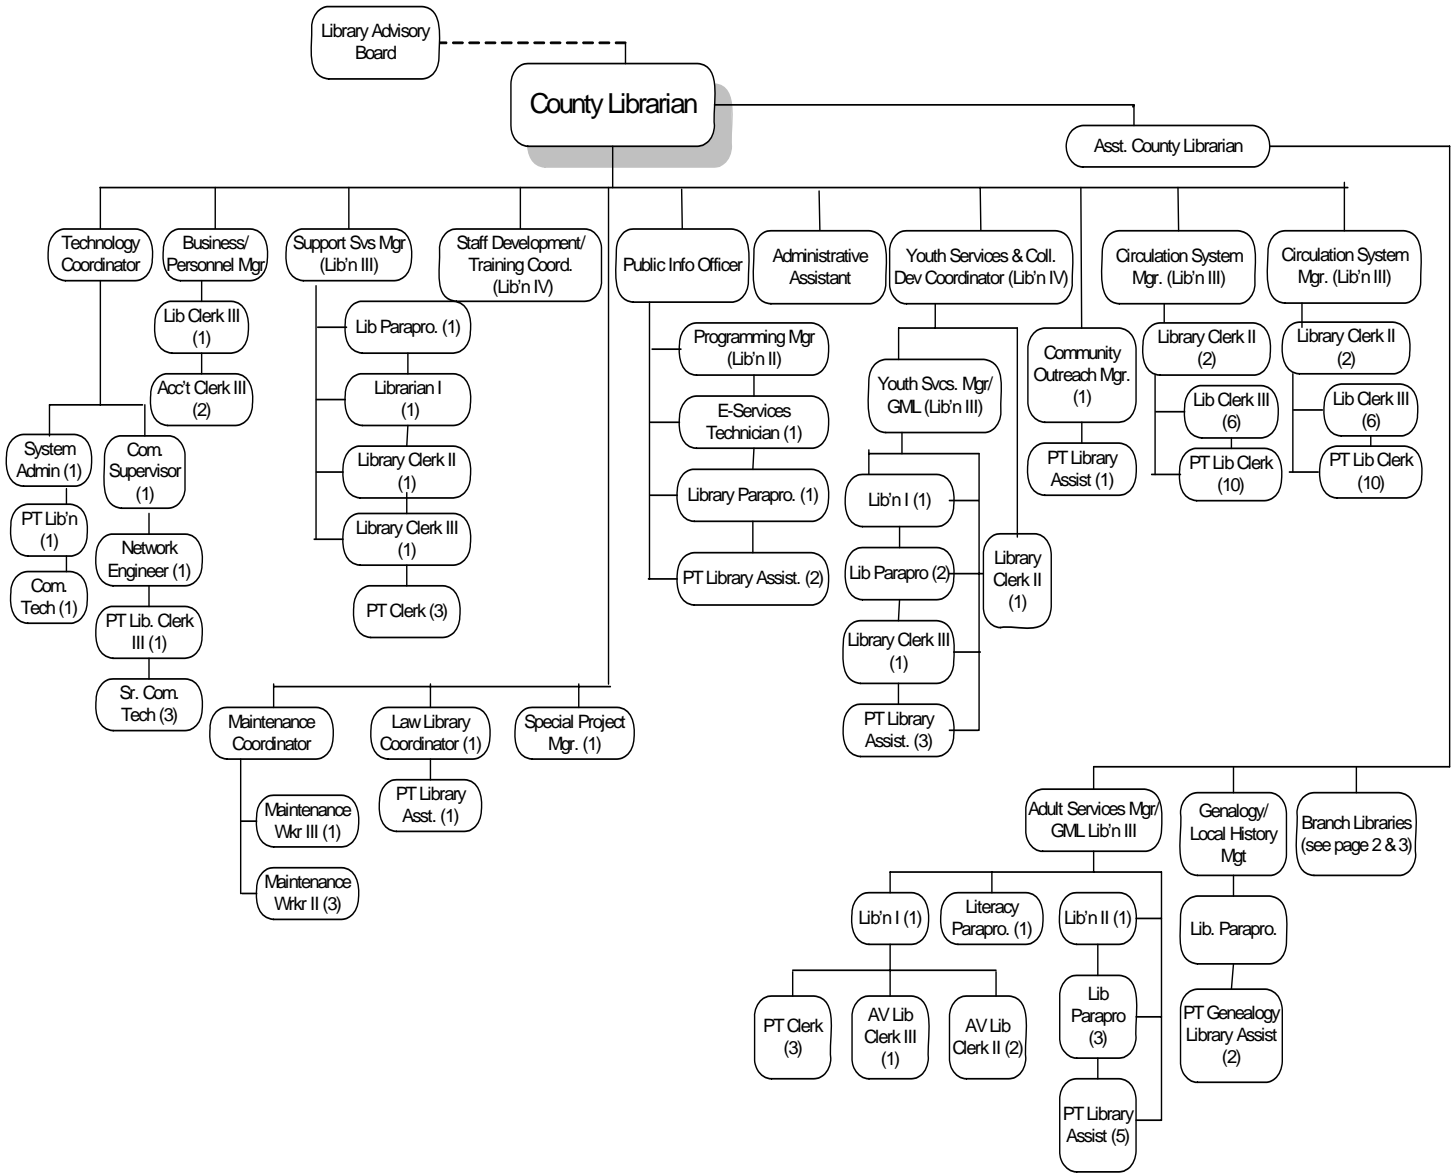 Library Advisory
Board
County Librarian
Asst. County Librarian
Technology
Coordinator
Business/
Personnel Mgr
Support Svs Mgr
(Lib'n III)
Staff Development/
Training Coord.
(Lib'n IV)
Public Info Officer
Administrative
Assistant
Youth Services & Coll.
Dev Coordinator (Lib'n IV)
Circulation System
Mgr. (Lib'n III)
Circulation System
Mgr. (Lib'n III)
Lib Clerk III
(1)
Acc't Clerk III
(2)
System
Admin (1)
PT Lib'n
(1)
Com.
Tech (1)
Com.
Supervisor
(1)
Network
Engineer (1)
PT Lib. Clerk
III (1)
Sr. Com.
Tech (3)
Lib Parapro. (1)
Librarian I
(1)
Library Clerk II
(1)
Library Clerk III
(1)
PT Clerk (3)
Programming Mgr
(Lib'n II)
E-Services
Technician (1)
Library Parapro. (1)
PT Library Assist. (2)
Youth Svcs. Mgr/
GML (Lib'n III)
Lib'n I (1)
Lib Parapro (2)
Library Clerk III
(1)
PT Library
Assist. (3)
Library
Clerk II
(1)
Community
Outreach Mgr.
(1)
PT Library
Assist (1)
Library Clerk II
(2)
Lib Clerk III
(6)
PT Lib Clerk
(10)
Library Clerk II
(2)
Lib Clerk III
(6)
PT Lib Clerk
(10)
Maintenance
Coordinator
Law Library
Coordinator (1)
Special Project
Mgr. (1)
Maintenance
Wkr III (1)
Maintenance
Wrkr II (3)
PT Library
Asst. (1)
Adult Services Mgr/
GML Lib'n III
Genalogy/
Local History
Mgt
Branch Libraries
(see page 2 & 3)
Lib'n I (1)
Literacy
Parapro. (1)
Lib'n II (1)
Lib. Parapro.
PT Clerk
(3)
AV Lib
Clerk III
(1)
AV Lib
Clerk II (2)
Lib
Parapro
(3)
PT Genealogy
Library Assist
(2)
PT Library
Assist (5)